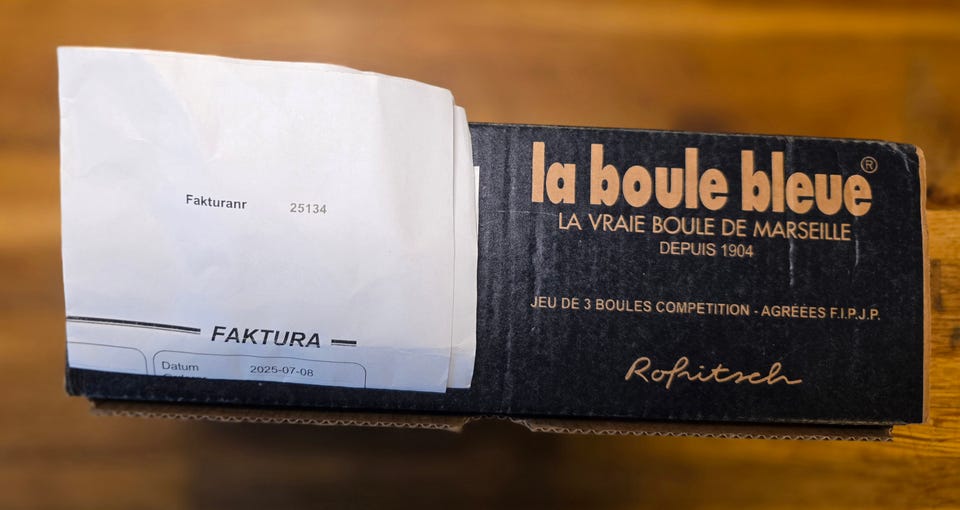 Fakturanr 25134
FAKTURA
Datum 2025-07-08
la boule bleue ®
LA VRAIE BOULE DE MARSEILLE
DEPUIS 1904
JEU DE 3 BOULES COMPETITION - AGRÉÉES F.I.P.J.P.
Rofritsch